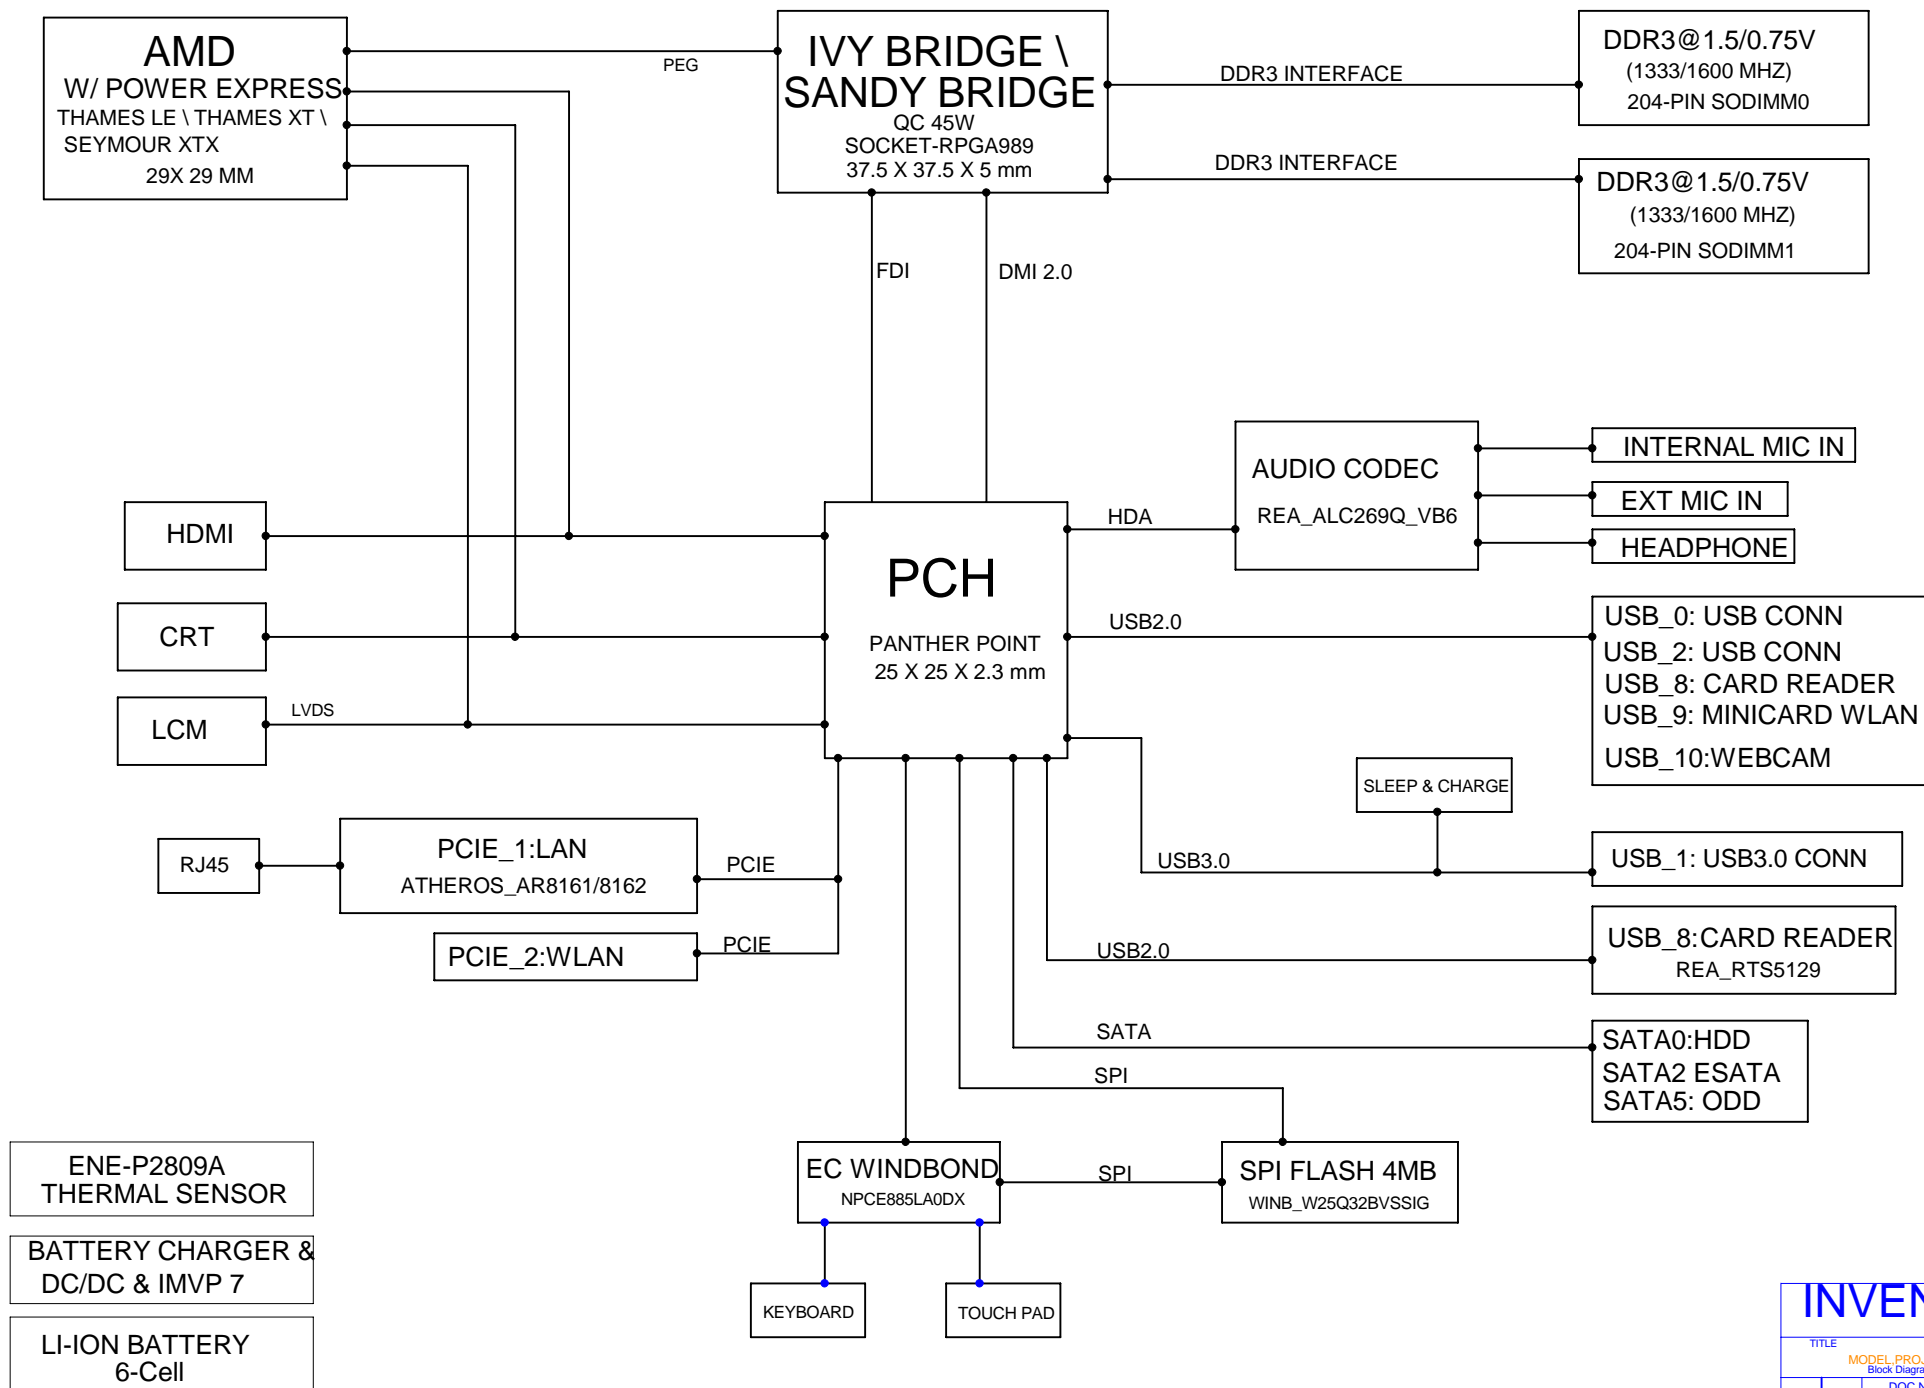 AMD
W/ POWER EXPRESS
THAMES LE \ THAMES XT \
SEYMOUR XTX
29X 29 MM
PEG
IVY BRIDGE \
SANDY BRIDGE
QC 45W
SOCKET-RPGA989
37.5 X 37.5 X 5 mm
DDR3 INTERFACE
DDR3@1.5/0.75V
(1333/1600 MHZ)
204-PIN SODIMM0
DDR3 INTERFACE
DDR3@1.5/0.75V
(1333/1600 MHZ)
204-PIN SODIMM1
FDI
DMI 2.0
HDMI
CRT
LCM
LVDS
PCH
PANTHER POINT
25 X 25 X 2.3 mm
HDA
AUDIO CODEC
REA_ALC269Q_VB6
INTERNAL MIC IN
EXT MIC IN
HEADPHONE
USB2.0
USB_0: USB CONN
USB_2: USB CONN
USB_8: CARD READER
USB_9: MINICARD WLAN
USB_10:WEBCAM
SLEEP & CHARGE
USB3.0
USB_1: USB3.0 CONN
RJ45
PCIE_1:LAN
ATHEROS_AR8161/8162
PCIE
PCIE_2:WLAN
PCIE
USB2.0
USB_8:CARD READER
REA_RTS5129
SATA
SATA0:HDD
SATA2 ESATA
SATA5: ODD
SPI
EC WINDBOND
NPCE885LA0DX
SPI
SPI FLASH 4MB
WINB_W25Q32BVSSIG
KEYBOARD
TOUCH PAD
ENE-P2809A
THERMAL SENSOR
BATTERY CHARGER &
DC/DC & IMVP 7
LI-ION BATTERY
6-Cell
INVEN
TITLE
MODEL,PROJ
Block Diagra
DOC N